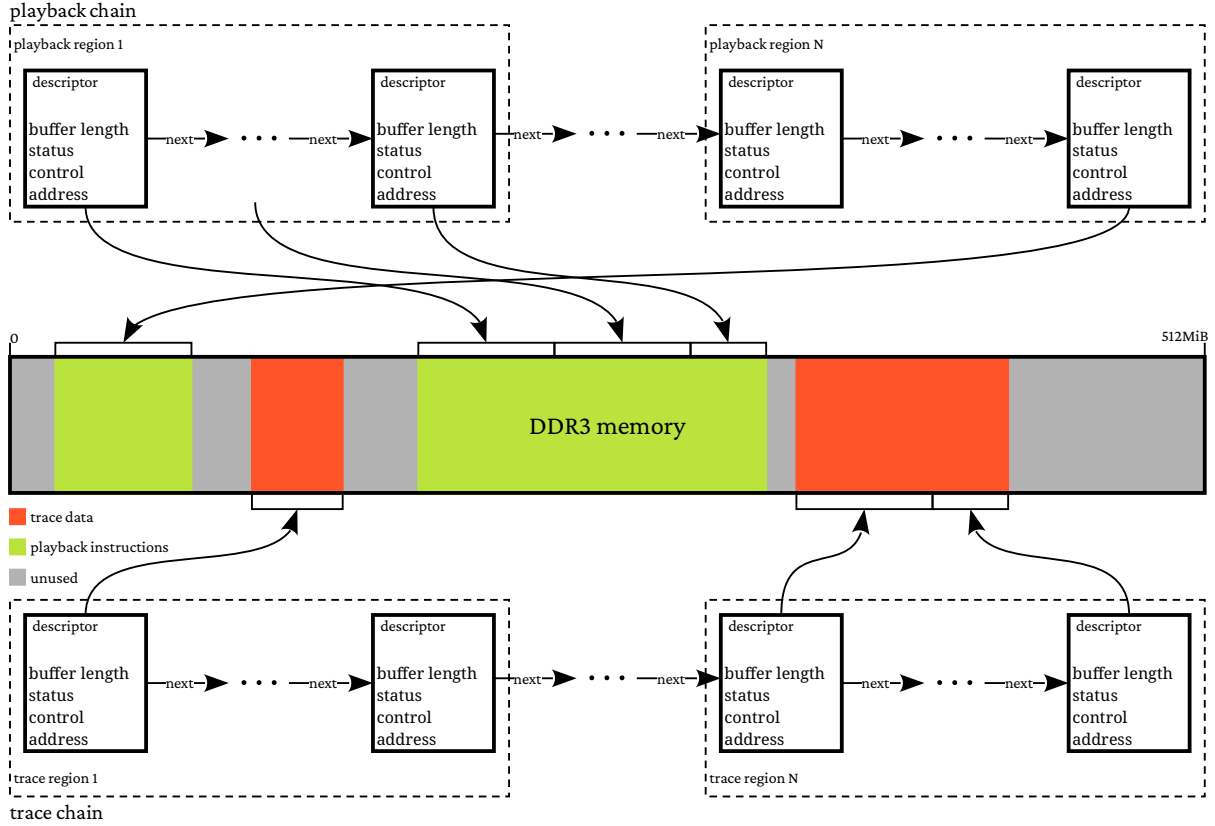 playback chain
playback region 1
playback region N
descriptor
buffer length
status
control
address
next
• • •
next
descriptor
buffer length
status
control
address
next
• • •
next
descriptor
buffer length
status
control
address
next
• • •
next
descriptor
buffer length
status
control
address
0
512MiB
DDR3 memory
trace data
playback instructions
unused
descriptor
buffer length
status
control
address
next
• • •
next
descriptor
buffer length
status
control
address
next
• • •
next
descriptor
buffer length
status
control
address
next
• • •
next
descriptor
buffer length
status
control
address
trace region 1
trace region N
trace chain